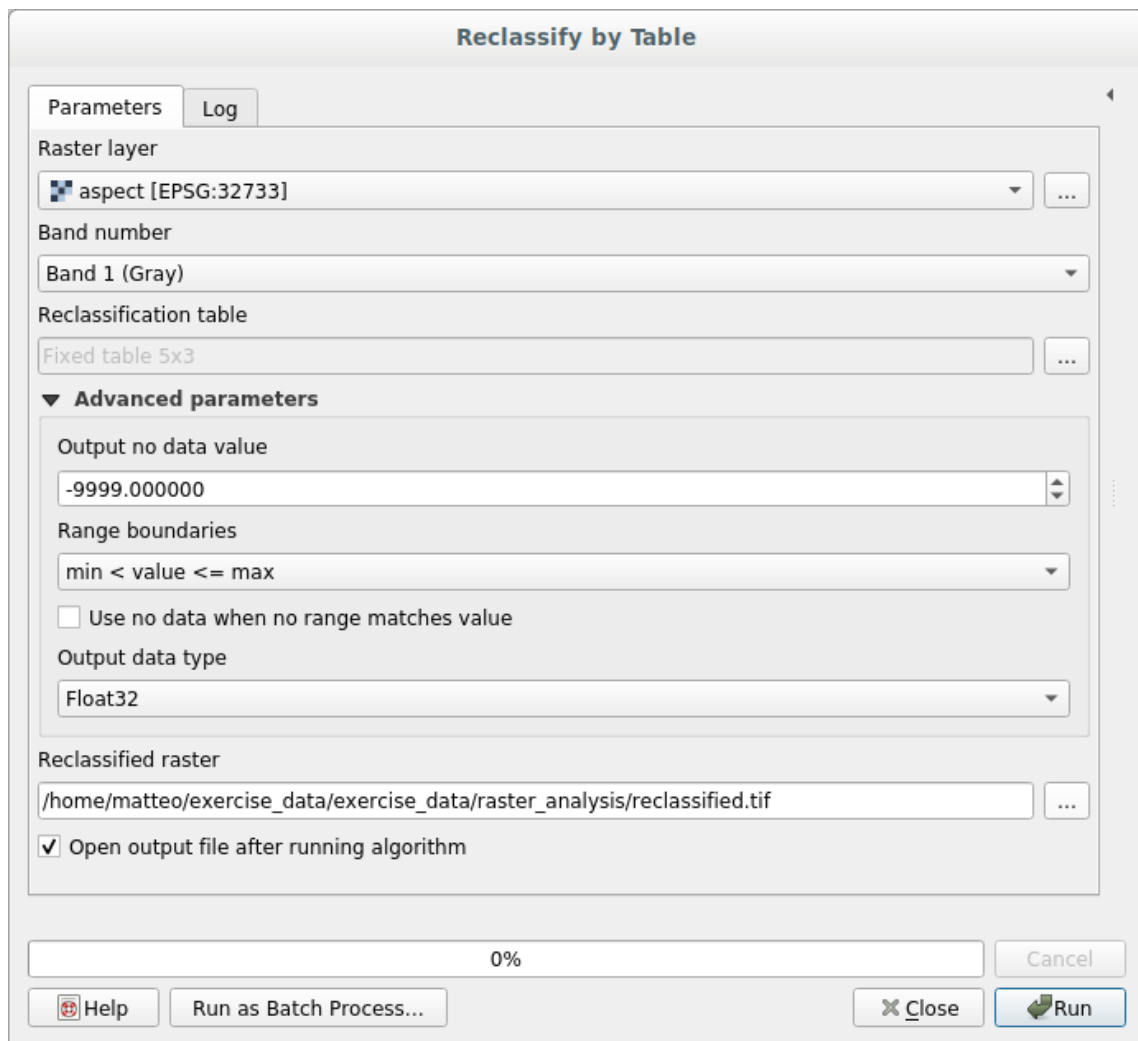 Reclassify by Table
Parameters
Log
Raster layer
aspect [EPSG:32733]
...
Band number
Band 1 (Gray)
Reclassification table
Fixed table 5x3
...
Advanced parameters
Output no data value
-9999.000000
Range boundaries
min < value <= max
Use no data when no range matches value
Output data type
Float32
Reclassified raster
/home/matteo/exercise_data/exercise_data/raster_analysis/reclassified.tif
...
Open output file after running algorithm
0%
Cancel
Help
Run as Batch Process...
Close
Run